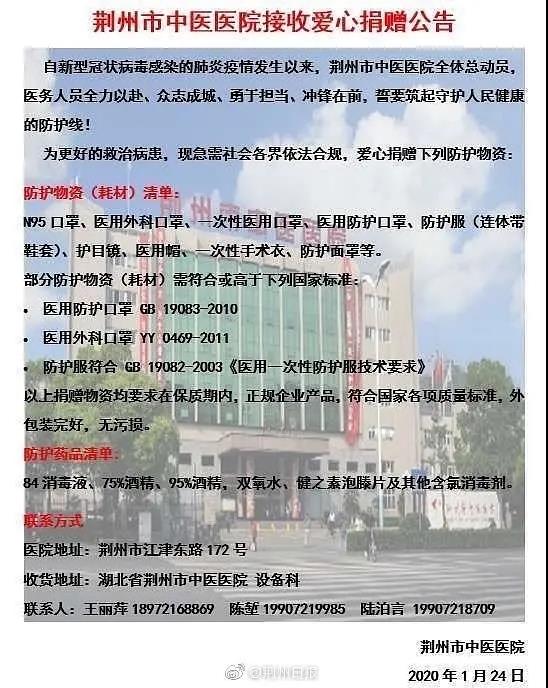 荆州市中医医院接收爱心捐赠公告
自新型冠状病毒感染的肺炎疫情发生以来，荆州市中医医院全体总动员，
医务人员全力以赴、众志成城、勇于担当、冲锋在前，誓要筑起守护人民健康
的防护线！
为更好的救治病患，现急需社会各界依法合规，爱心捐赠下列防护物资：
防护物资（耗材）清单：
N95 口罩、医用外科口罩、一次性医用口罩、医用防护口罩、防护服（连体带
鞋套）、护目镜、医用帽、一次性手术衣、防护面罩等。
部分防护物资（耗材）需符合或高于下列国家标准：
• 医用防护口罩 GB 19083-2010
• 医用外科口罩 YY 0469-2011
• 防护服符合 GB 19082-2003《医用一次性防护服技术要求》
以上捐赠物资均要求在保质期内，正规企业产品，符合国家各项质量标准，外
包装完好，无污损。
防护药品清单：
84 消毒液、75%酒精、95%酒精，双氧水、健之素泡腾片及其他含氯消毒剂。
联系方式
医院地址：荆州市江津东路 172 号
收货地址：湖北省荆州市中医医院 设备科
联系人：王丽萍 18972168869 陈堃 19907219985 陆泊言 19907218709
荆州市中医医院
2020 年 1 月 24 日
@荆州日报